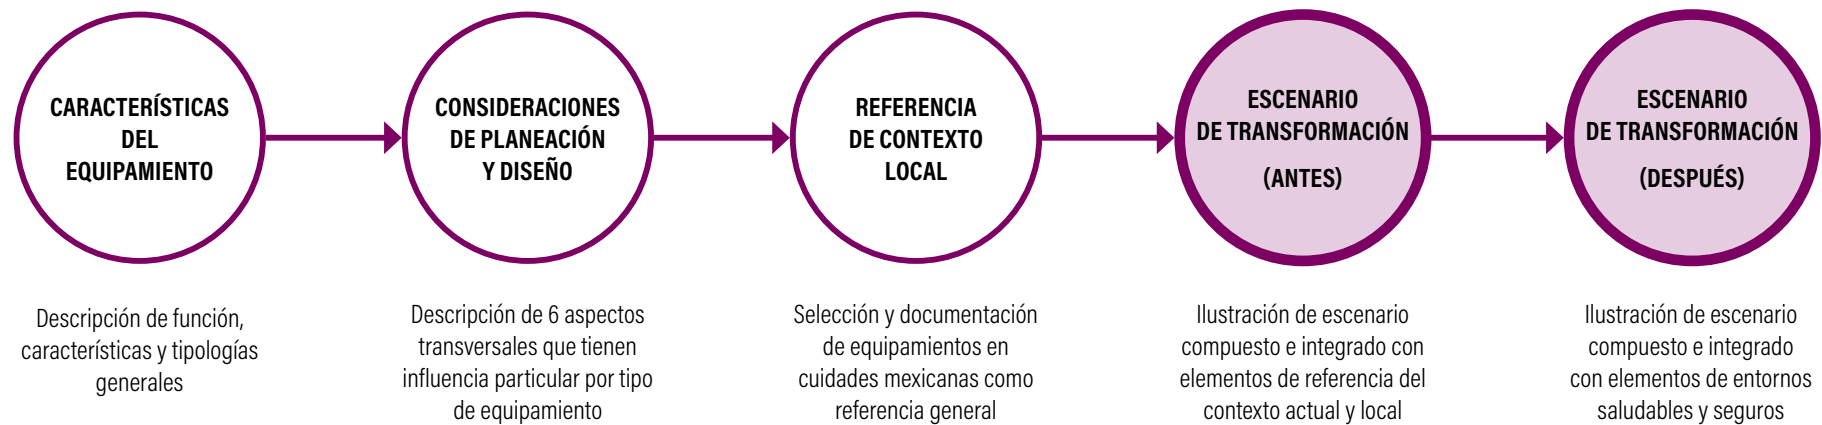 CARACTERÍSTICAS
DEL
EQUIPAMIENTO
CONSIDERACIONES
DE PLANEACIÓN
Y DISEÑO
REFERENCIA
DE CONTEXTO
LOCAL
ESCENARIO
DE TRANSFORMACIÓN
(ANTES)
ESCENARIO
DE TRANSFORMACIÓN
(DESPUÉS)
Descripción de función,
características y tipologías
generales
Descripción de 6 aspectos
transversales que tienen
influencia particular por tipo
de equipamiento
Selección y documentación
de equipamientos en
cuidades mexicanas como
referencia general
Ilustración de escenario
compuesto e integrado con
elementos de referencia del
contexto actual y local
Ilustración de escenario
compuesto e integrado
con elementos de entornos
saludables y seguros